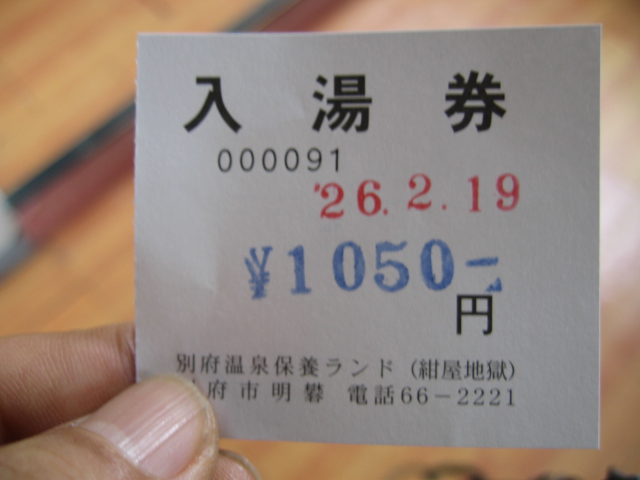 入湯券
000091
'26.2.19
¥1050-
円
別府温泉保養ランド (紺屋地獄)
府市明礬 電話66-2221